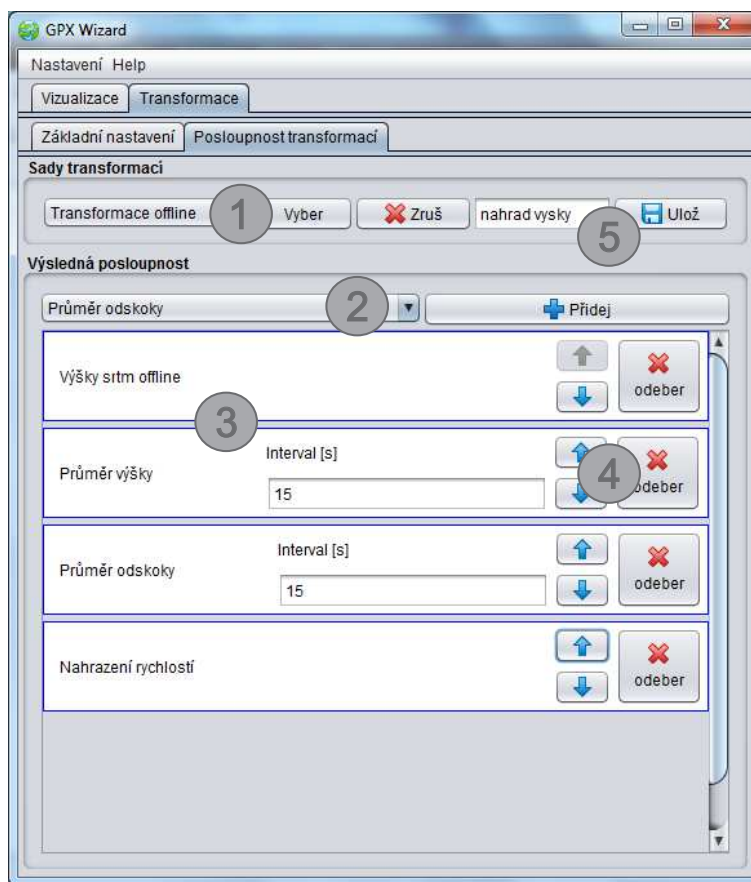 GPX Wizard
Nastavení Help
Vizualizace Transformace
Základní nastavení Posloupnost transformací
Sady transformací
Transformace offline 1 Vyber Zruš nahrad vysky 5 Ulož
Výsledná posloupnost
Průměr odskoky 2 Přidej
Výšky srtm offline odeber
3
Průměr výšky Interval [s] 15 4 odeber
Průměr odskoky Interval [s] 15 odeber
Nahrazení rychlostí odeber